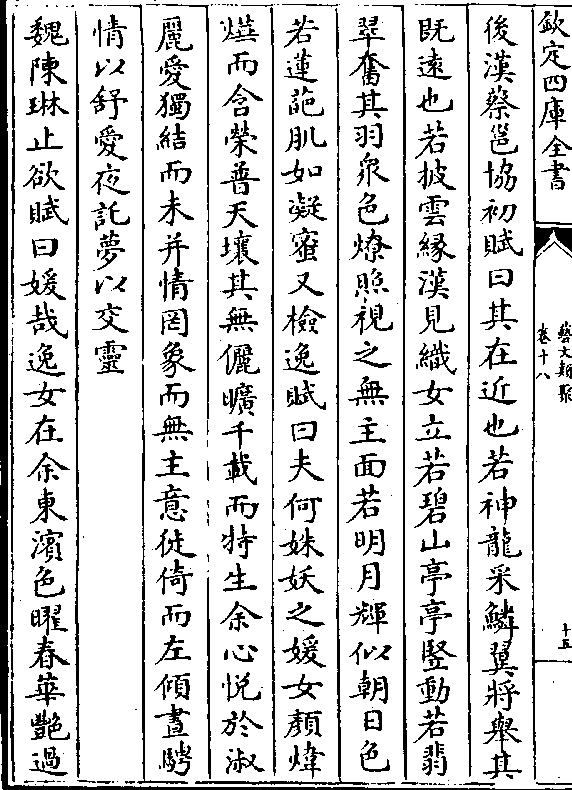 欽定四庫全書
藝文類聚
卷十八
十五
後漢蔡邕協初賦曰其在近也若神龍采鱗翼將舉其
既遠也若披雲緣漢見織女立若碧山亭亭豎動若翡
翠奮其羽衆色燎照視之無主面若明月輝似朝日色
若蓮葩肌如凝蜜又檢逸賦曰夫何姝妖之媛女顔煒
燁而含榮普天壤其無儷曠千載而特生余心悦於淑
麗愛獨結而未并情罔象而無主意徙倚而左傾晝騁
情以舒愛夜託夢以交靈
魏陳琳止欲賦曰媛哉逸女在余東濱色曜春華艷過